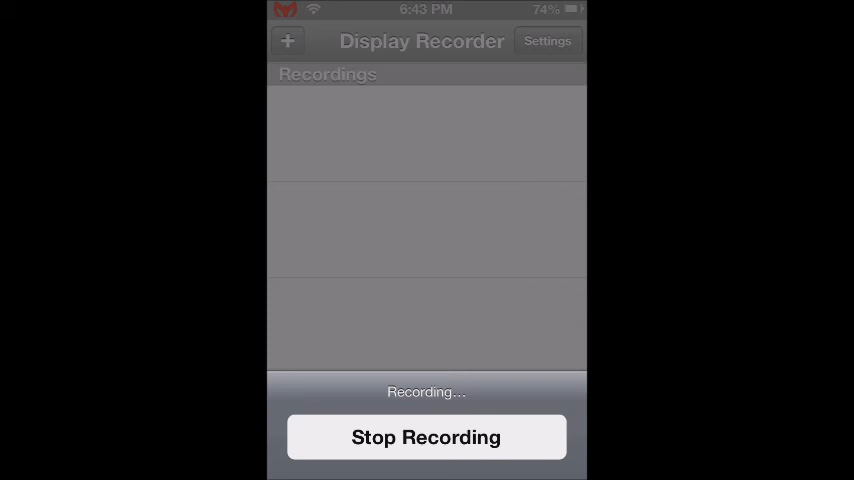 6:43 PM 74%
+ Display Recorder Settings
Recordings
Recording...
Stop Recording